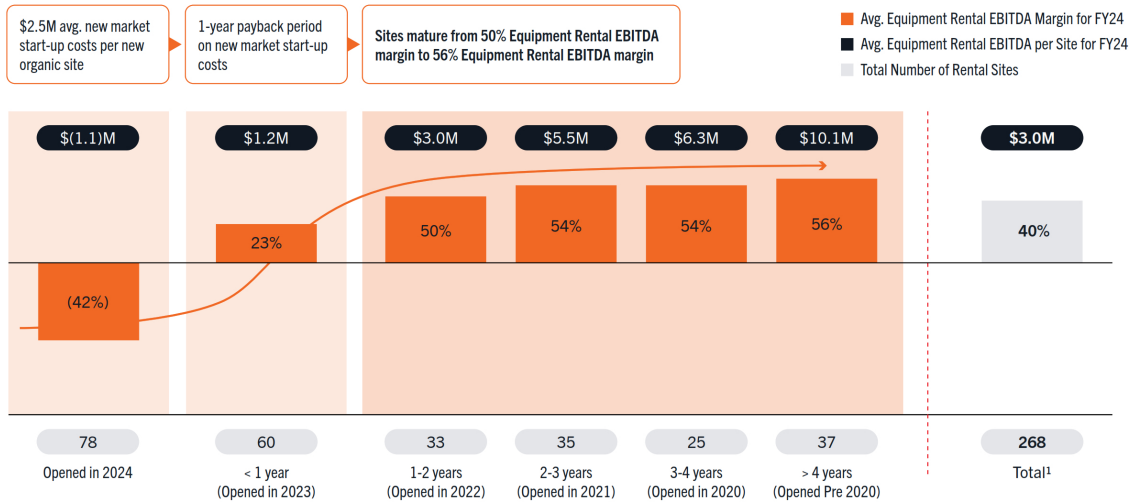 $2.5M avg. new market
start-up costs per new
organic site
1-year payback period
on new market start-up
costs
Sites mature from 50% Equipment Rental EBITDA
margin to 56% Equipment Rental EBITDA margin
Avg. Equipment Rental EBITDA Margin for FY24
Avg. Equipment Rental EBITDA per Site for FY24
Total Number of Rental Sites
$(1.1)M
$1.2M
$3.0M
$5.5M
$6.3M
$10.1M
$3.0M
(42%)
23%
50%
54%
54%
56%
40%
78
60
33
35
25
37
268
Opened in 2024
< 1 year
(Opened in 2023)
1-2 years
(Opened in 2022)
2-3 years
(Opened in 2021)
3-4 years
(Opened in 2020)
> 4 years
(Opened Pre 2020)
Total¹